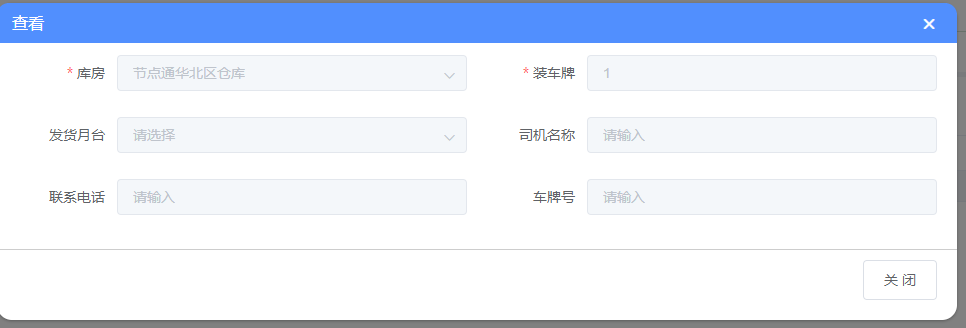 查看
* 库房 节点通华北区仓库 * 装车牌 1
发货月台 请选择 司机名称 请输入
联系电话 请输入 车牌号 请输入
关 闭